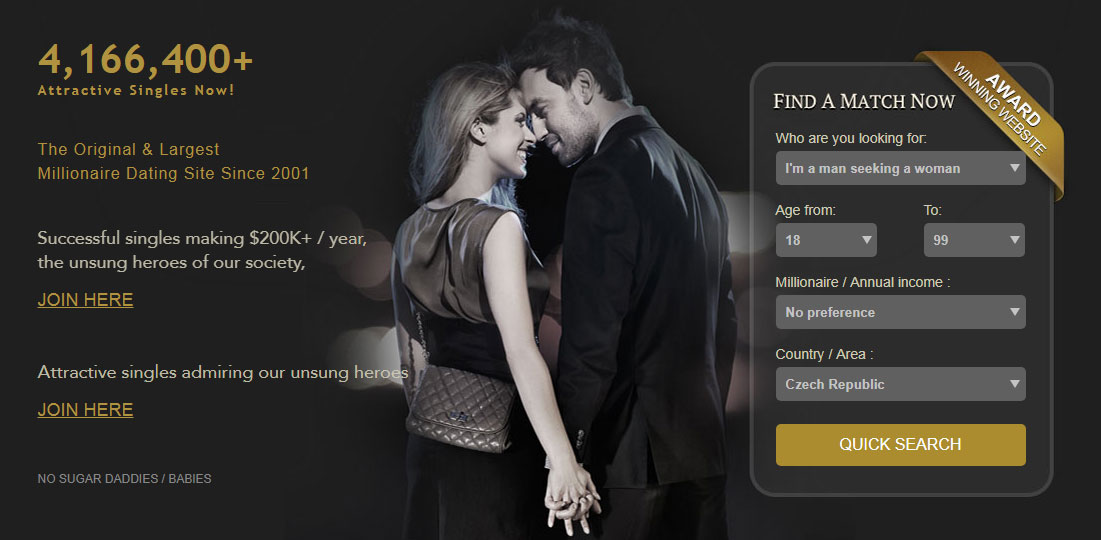 4,166,400+
Attractive Singles Now!
The Original & Largest
Millionaire Dating Site Since 2001
Successful singles making $200K+ / year,
the unsung heroes of our society,
JOIN HERE
Attractive singles admiring our unsung heroes
JOIN HERE
NO SUGAR DADDIES / BABIES
AWARD
WINNING WEBSITE
FIND A MATCH NOW
Who are you looking for:
I'm a man seeking a woman
Age from: To:
18 99
Millionaire / Annual income :
No preference
Country / Area :
Czech Republic
QUICK SEARCH